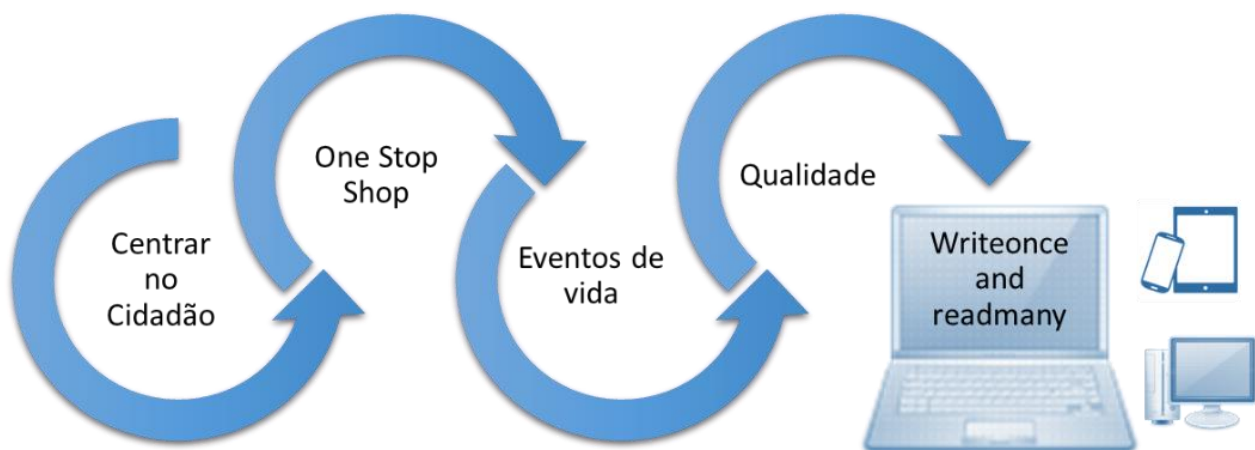 Centrar
no
Cidadão
One Stop
Shop
Eventos de
vida
Qualidade
Writeonce
and
readmany